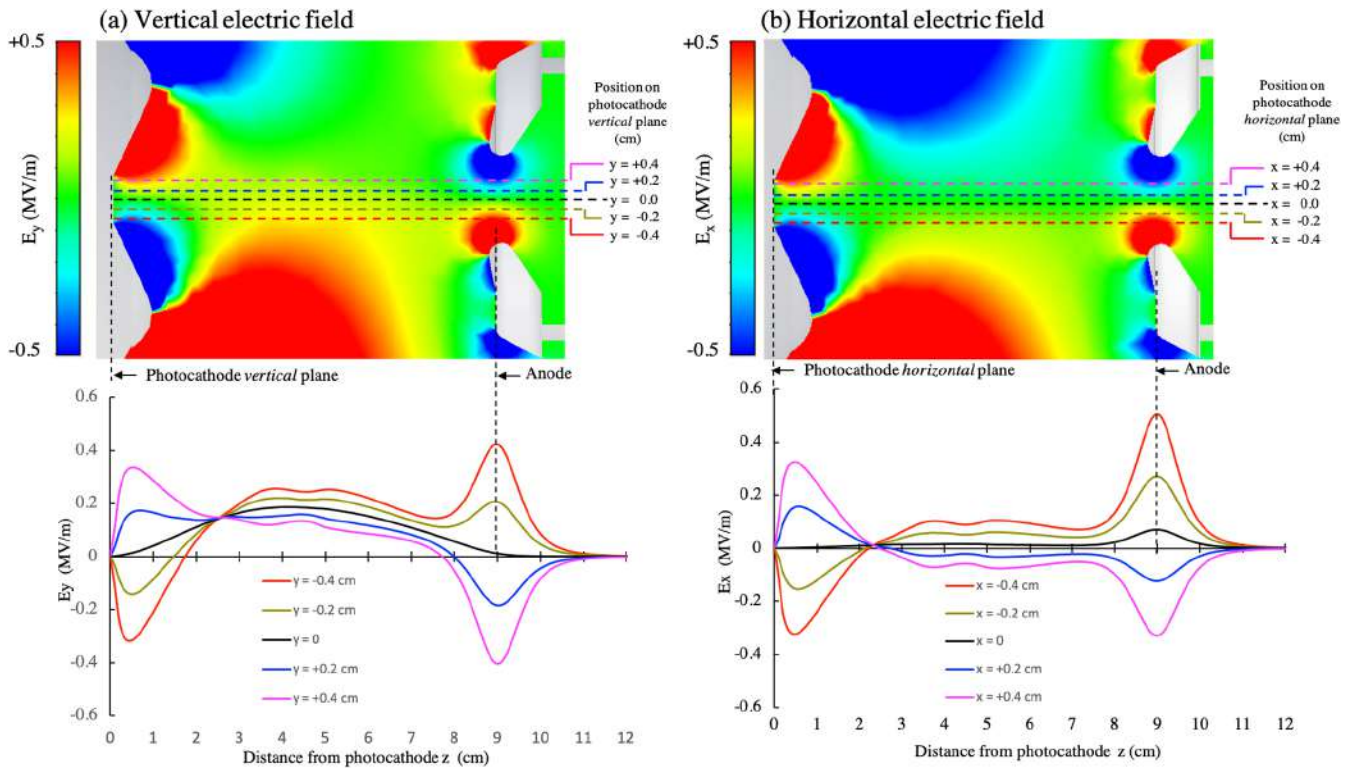 (a) Vertical electric field
+0.5
E_y (MV/m)
-0.5
Position on
photocathode
vertical plane
(cm)
y = +0.4
y = +0.2
y = 0.0
y = -0.2
y = -0.4
Photocathode vertical plane
Anode
0.6
0.4
0.2
0
-0.2
-0.4
-0.6
Ey (MV/m)
y = -0.4 cm
y = -0.2 cm
y = 0
y = +0.2 cm
y = +0.4 cm
0 1 2 3 4 5 6 7 8 9 10 11 12
Distance from photocathode z (cm)
(b) Horizontal electric field
+0.5
E_x (MV/m)
-0.5
Position on
photocathode
horizontal plane
(cm)
x = +0.4
x = +0.2
x = 0.0
x = -0.2
x = -0.4
Photocathode horizontal plane
Anode
0.6
0.4
0.2
0
-0.2
-0.4
-0.6
Ex (MV/m)
x = -0.4 cm
x = -0.2 cm
x = 0
x = +0.2 cm
x = +0.4 cm
0 1 2 3 4 5 6 7 8 9 10 11 12
Distance from photocathode z (cm)